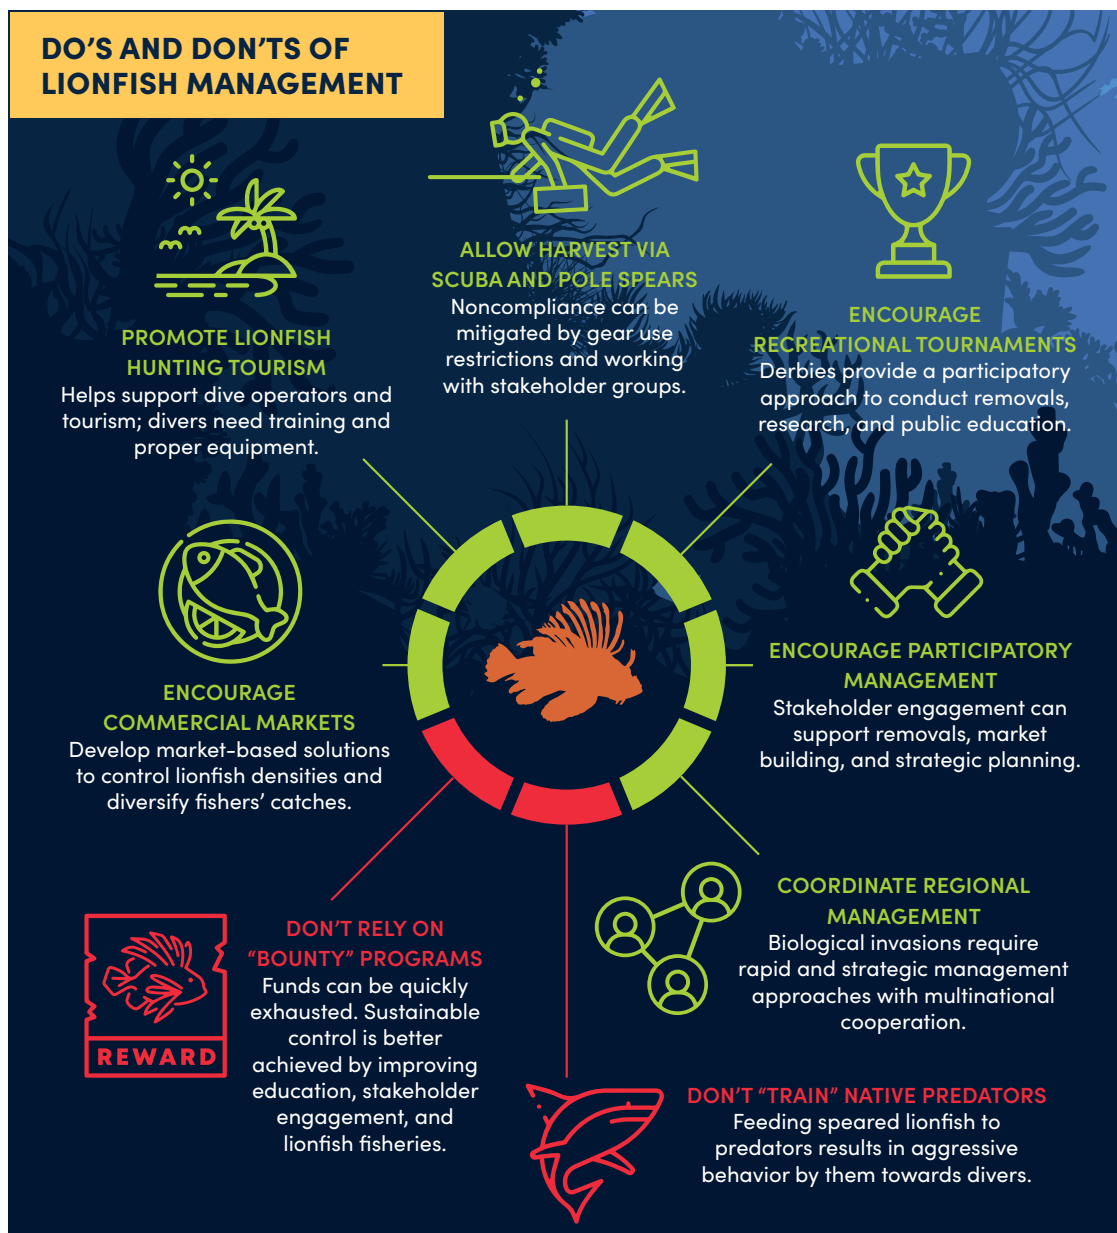 DO'S AND DON'TS OF
LIONFISH MANAGEMENT
ALLOW HARVEST VIA
SCUBA AND POLE SPEARS
Noncompliance can be
mitigated by gear use
restrictions and working
with stakeholder groups.
ENCOURAGE
RECREATIONAL TOURNAMENTS
Derbies provide a participatory
approach to conduct removals,
research, and public education.
PROMOTE LIONFISH
HUNTING TOURISM
Helps support dive operators and
tourism; divers need training and
proper equipment.
ENCOURAGE PARTICIPATORY
MANAGEMENT
Stakeholder engagement can
support removals, market
building, and strategic planning.
ENCOURAGE
COMMERCIAL MARKETS
Develop market-based solutions
to control lionfish densities and
diversify fishers' catches.
COORDINATE REGIONAL
MANAGEMENT
Biological invasions require
rapid and strategic management
approaches with multinational
cooperation.
DON'T RELY ON
"BOUNTY" PROGRAMS
Funds can be quickly
exhausted. Sustainable
control is better
achieved by improving
education, stakeholder
engagement, and
lionfish fisheries.
REWARD
DON'T "TRAIN" NATIVE PREDATORS
Feeding speared lionfish to
predators results in aggressive
behavior by them towards divers.